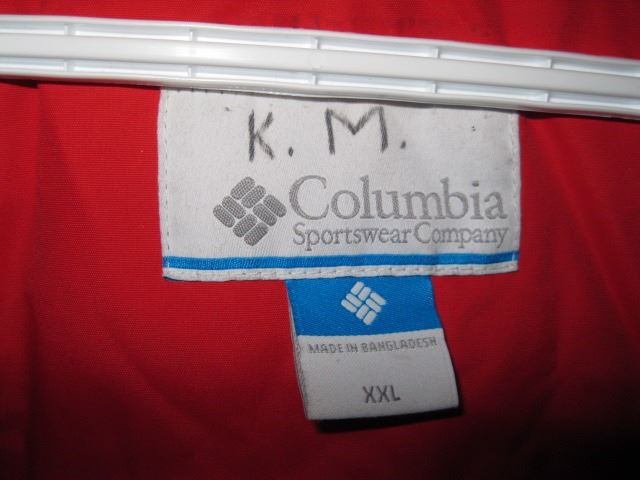 K. M.
Columbia
Sportswear Company
MADE IN BANGLADESH
XXL